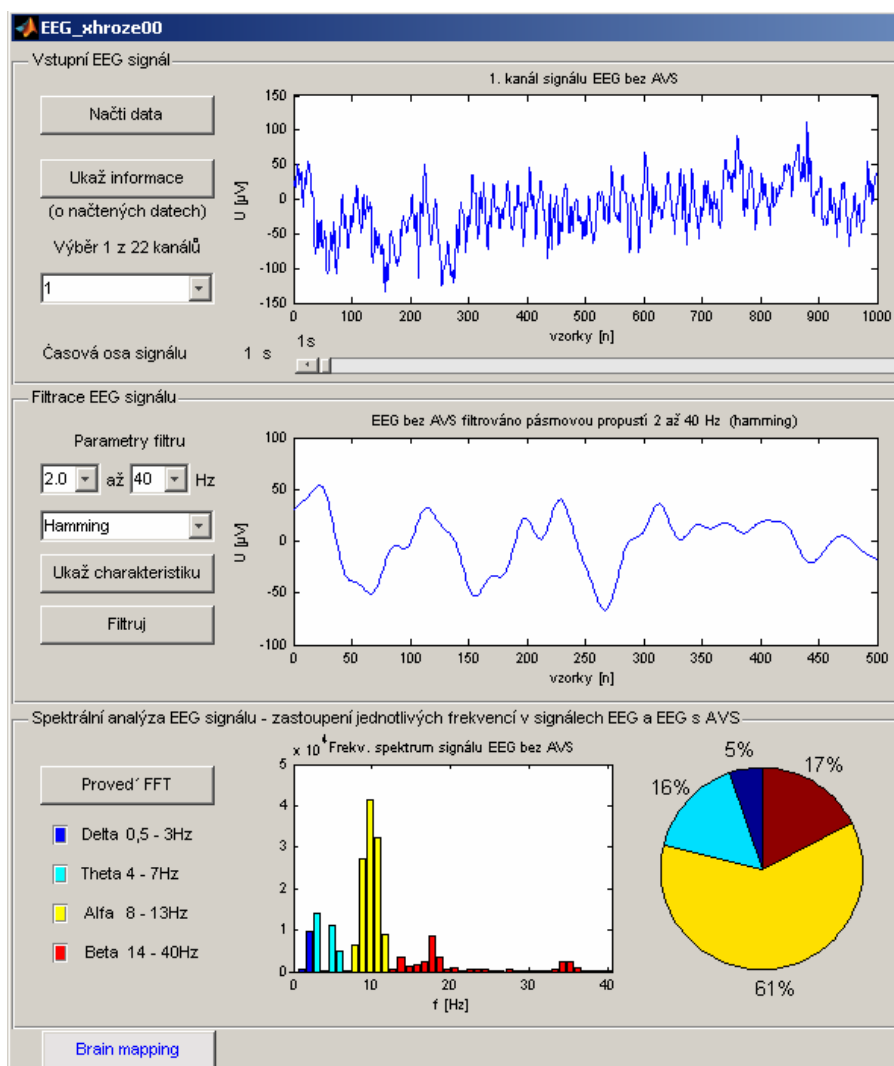 EEG_xhroze00
Vstupní EEG signál
1. kanál signálu EEG bez AVS
Načti data
Ukaž informace
(o načtených datech)
Výběr 1 z 22 kanálů
1
150
100
50
0
-50
-100
-150
U [µV]
0 100 200 300 400 500 600 700 800 900 1000
vzorky [n]
Časová osa signálu 1 s
1s
Filtrace EEG signálu
EEG bez AVS filtrováno pásmovou propustí 2 až 40 Hz (hamming)
Parametry filtru
2.0 až 40 Hz
Hamming
Ukaž charakteristiku
Filtruj
100
50
0
-50
-100
U [µV]
0 50 100 150 200 250 300 350 400 450 500
vzorky [n]
Spektrální analýza EEG signálu - zastoupení jednotlivých frekvencí v signálech EEG a EEG s AVS
Proved´ FFT
Delta 0,5 - 3Hz
Theta 4 - 7Hz
Alfa 8 - 13Hz
Beta 14 - 40Hz
x 10^4 Frekv. spektrum signálu EEG bez AVS
5
4
3
2
1
0
0 10 20 30 40
f [Hz]
5%
17%
16%
61%
Brain mapping